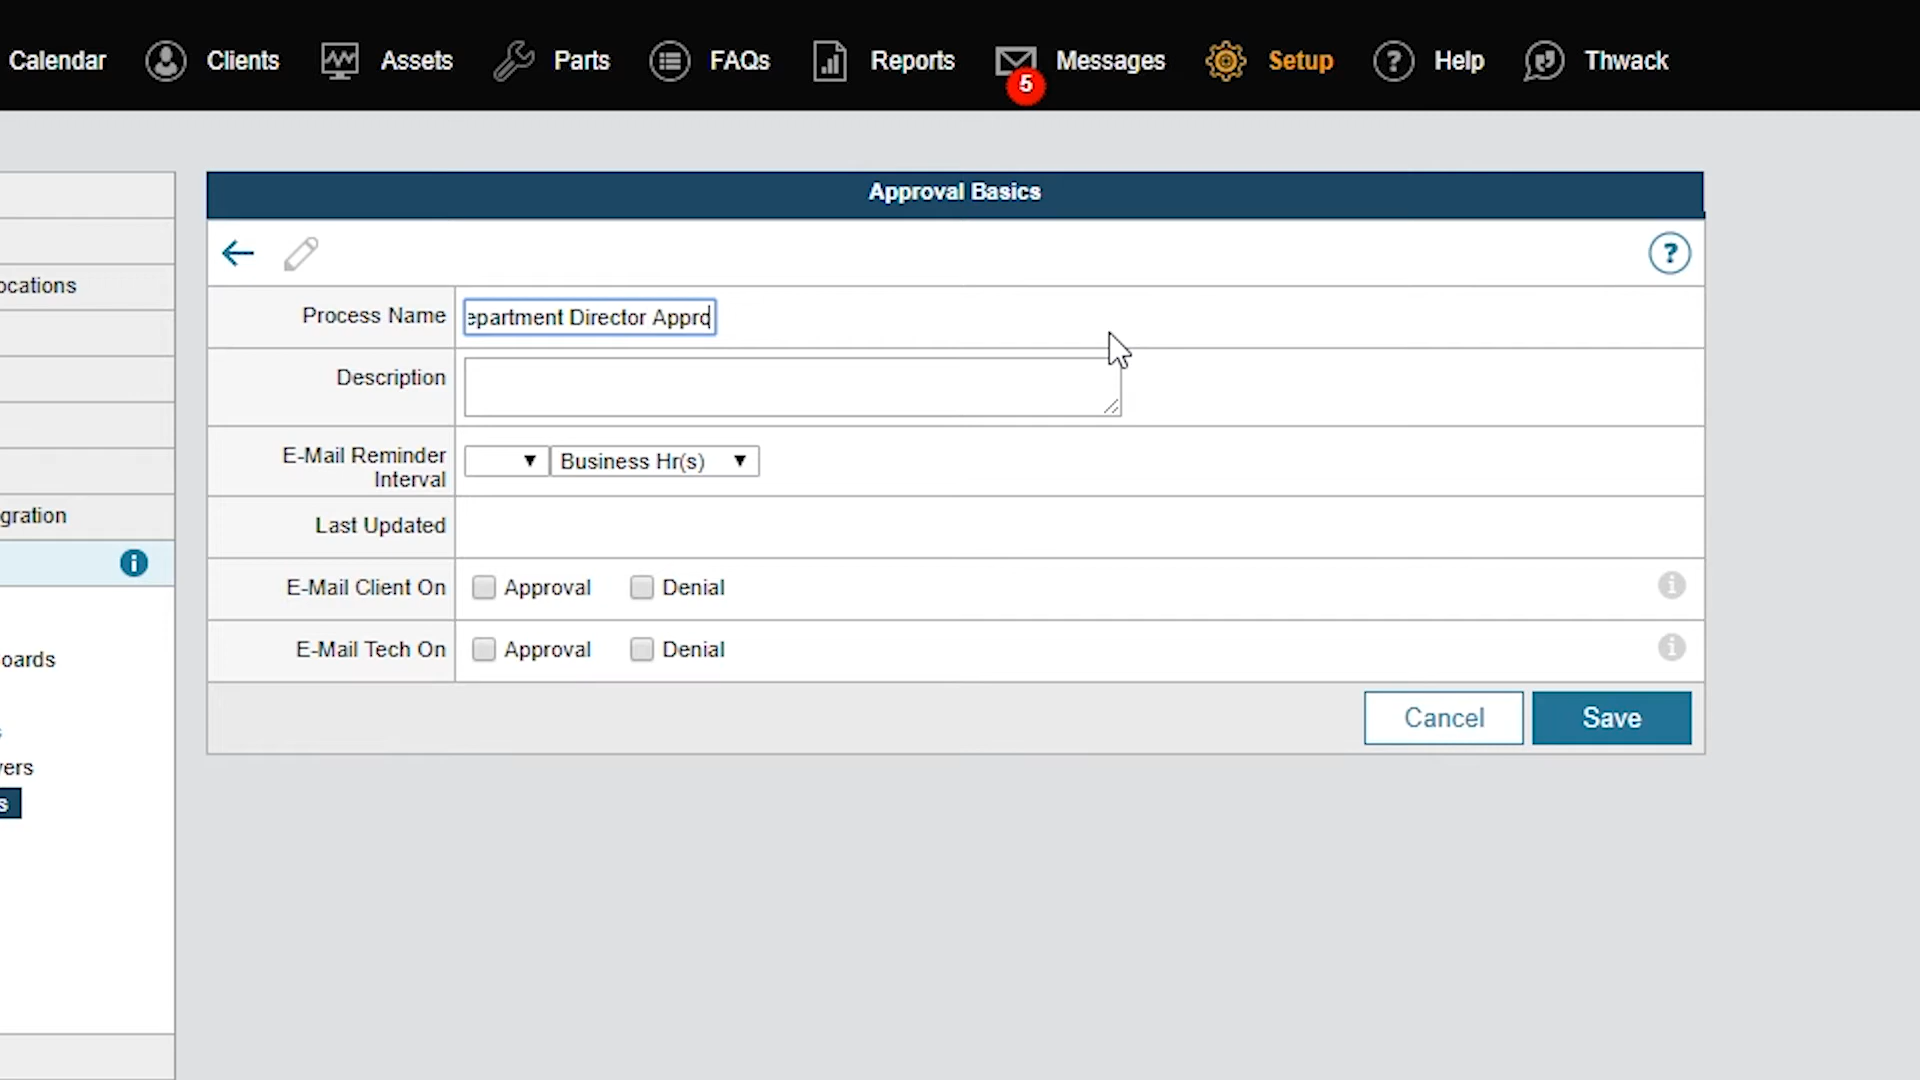 Calendar Clients Assets Parts FAQs Reports Messages Setup Help Thwack
5
Approval Basics
?
ocations
Process Name epartment Director Appro
Description
E-Mail Reminder Interval Business Hr(s)
gration
Last Updated
E-Mail Client On Approval Denial
E-Mail Tech On Approval Denial
oards
Cancel Save
vers
s